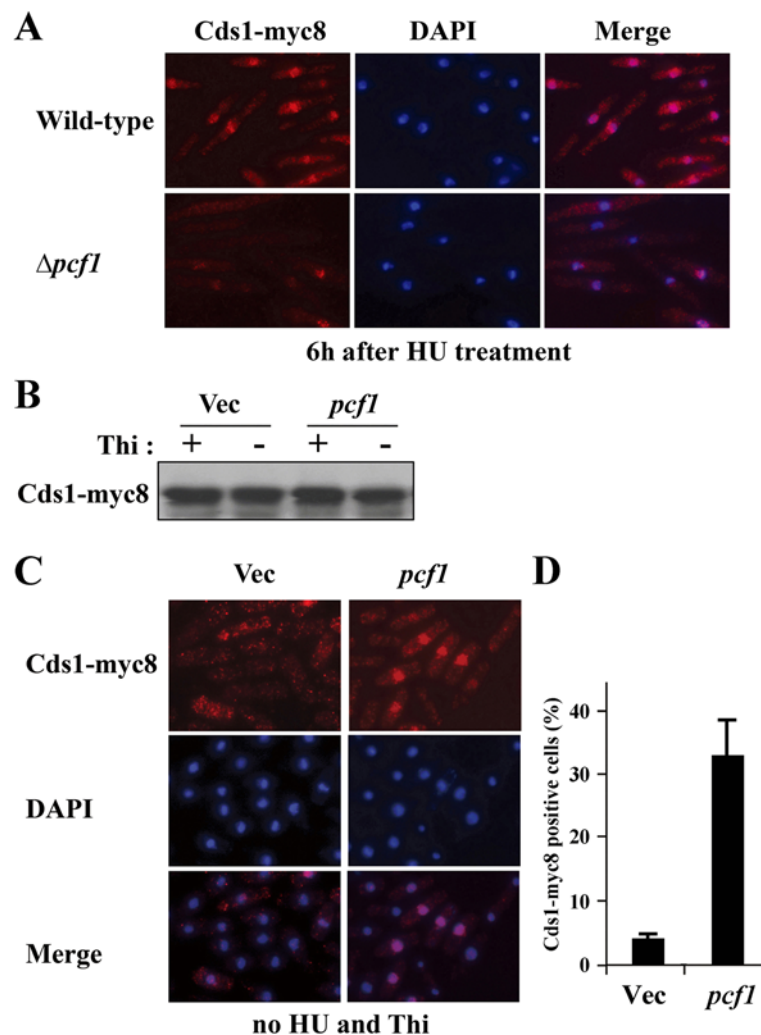 A
Cds1-myc8 DAPI Merge
Wild-type
Δpcf1
6h after HU treatment
B
Vec pcf1
Thi : + - + -
Cds1-myc8
C
Vec pcf1
Cds1-myc8
DAPI
Merge
no HU and Thi
D
Cds1-myc8 positive cells (%)
40
30
20
10
0
Vec pcf1